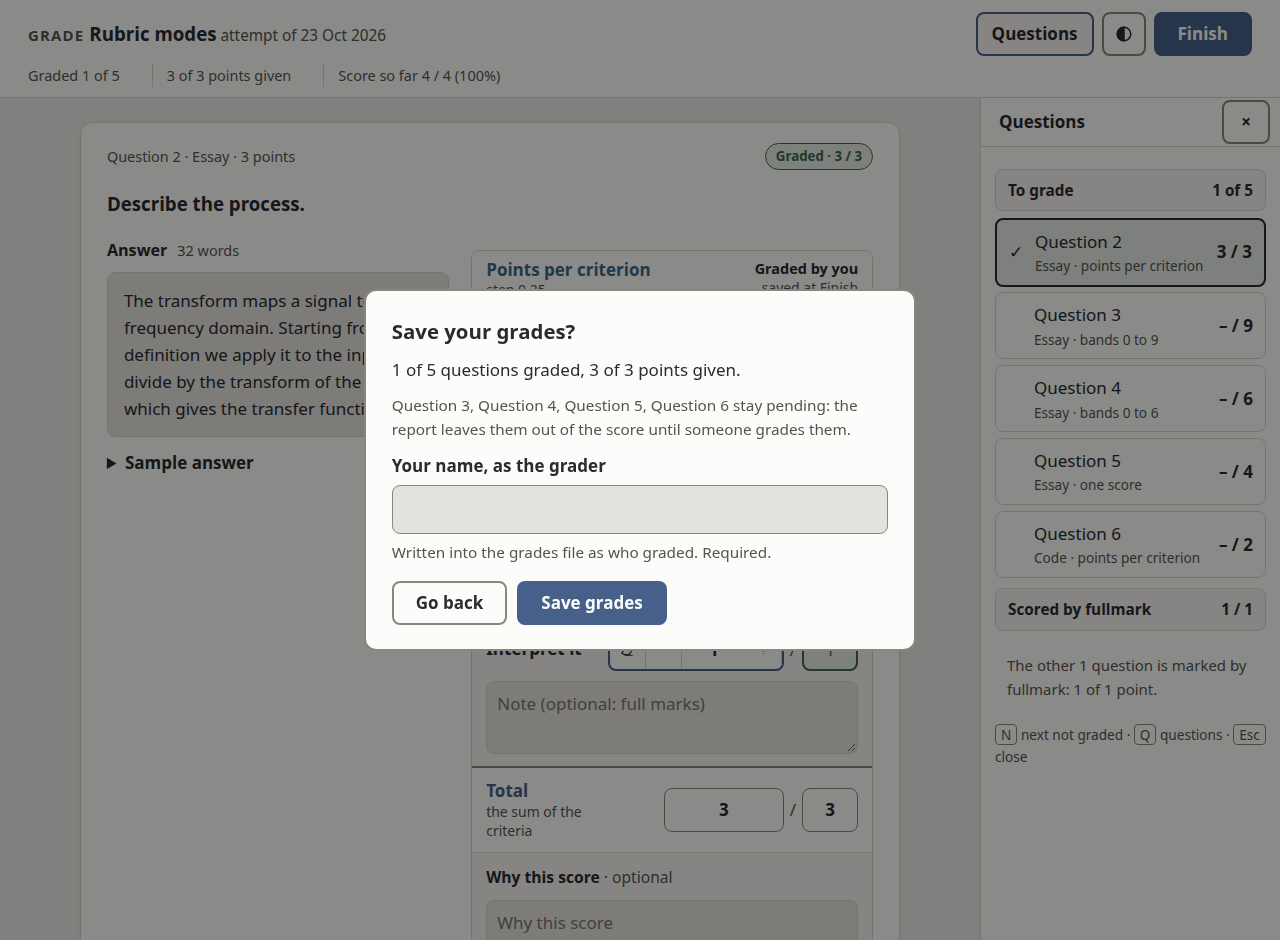 GRADE Rubric modes attempt of 23 Oct 2026
Questions
Finish
Graded 1 of 5
3 of 3 points given
Score so far 4 / 4 (100%)
Question 2 · Essay · 3 points
Graded · 3 / 3
Describe the process.
Answer 32 words
The transform maps a signal t
frequency domain. Starting fro
definition we apply it to the inp
divide by the transform of the
which gives the transfer functi
Sample answer
Points per criterion
step 0.25
Graded by you
saved at Finish
Save your grades?
1 of 5 questions graded, 3 of 3 points given.
Question 3, Question 4, Question 5, Question 6 stay pending: the
report leaves them out of the score until someone grades them.
Your name, as the grader
Written into the grades file as who graded. Required.
Go back
Save grades
Interpret it
1 / 1
Note (optional: full marks)
Total
the sum of the
criteria
3 / 3
Why this score · optional
Why this score
Questions
×
To grade
1 of 5
✓ Question 2
Essay · points per criterion
3 / 3
Question 3
Essay · bands 0 to 9
– / 9
Question 4
Essay · bands 0 to 6
– / 6
Question 5
Essay · one score
– / 4
Question 6
Code · points per criterion
– / 2
Scored by fullmark
1 / 1
The other 1 question is marked by
fullmark: 1 of 1 point.
N next not graded · Q questions · Esc
close